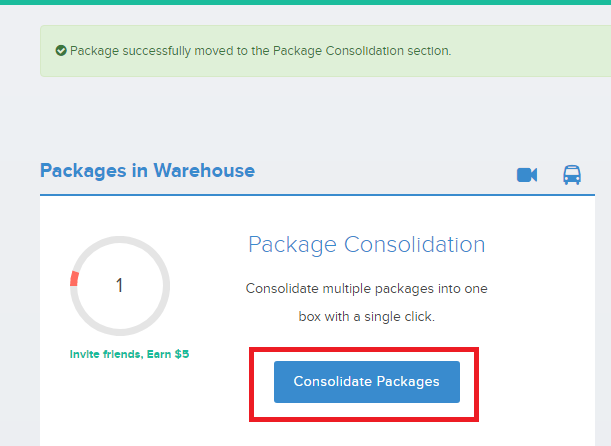 Package successfully moved to the Package Consolidation section.
Packages in Warehouse
Package Consolidation
1
Consolidate multiple packages into one
box with a single click.
Invite friends, Earn $5
Consolidate Packages